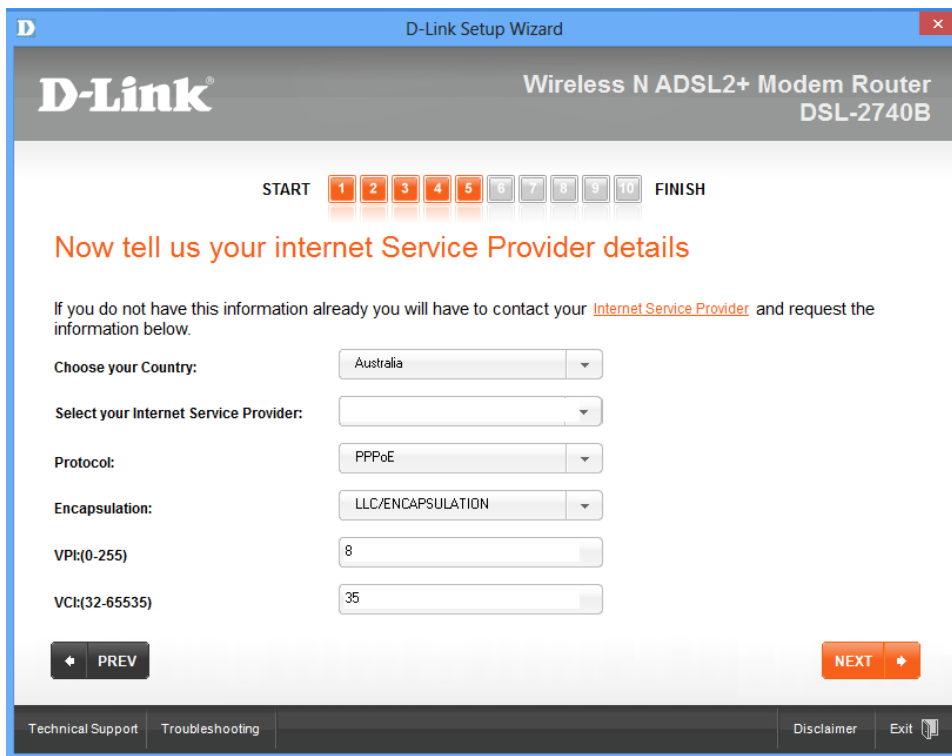 D-Link Setup Wizard
D-Link®
Wireless N ADSL2+ Modem Router
DSL-2740B
START 1 2 3 4 5 6 7 8 9 10 FINISH
Now tell us your internet Service Provider details
If you do not have this information already you will have to contact your Internet Service Provider and request the
information below.
Choose your Country: Australia
Select your Internet Service Provider:
Protocol: PPPoE
Encapsulation: LLC/ENCAPSULATION
VPI:(0-255) 8
VCI:(32-65535) 35
PREV
NEXT
Technical Support Troubleshooting Disclaimer Exit